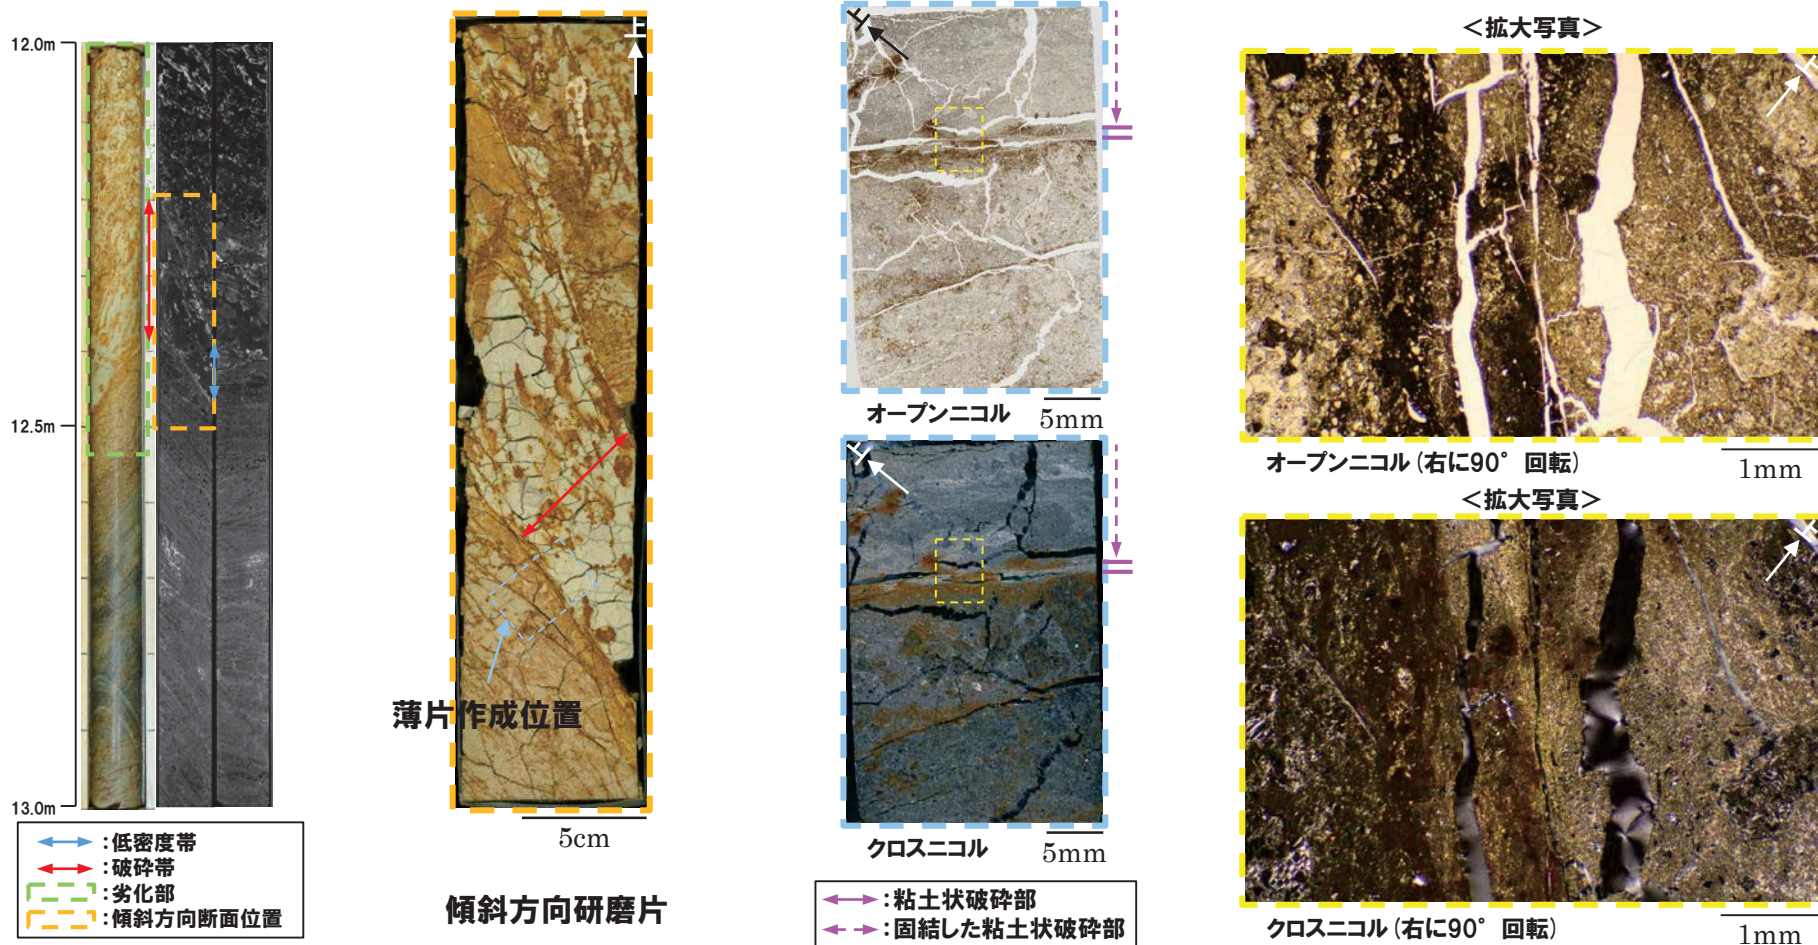 12.0m
12.5m
13.0m
:低密度帯
:破砕帯
:劣化部
:傾斜方向断面位置
上
薄片作成位置
5cm
傾斜方向研磨片
上
オープンニコル
5mm
上
クロスニコル
5mm
:粘土状破砕部
:固結した粘土状破砕部
<拡大写真>
上
オープンニコル(右に90° 回転)
1mm
<拡大写真>
上
クロスニコル(右に90° 回転)
1mm